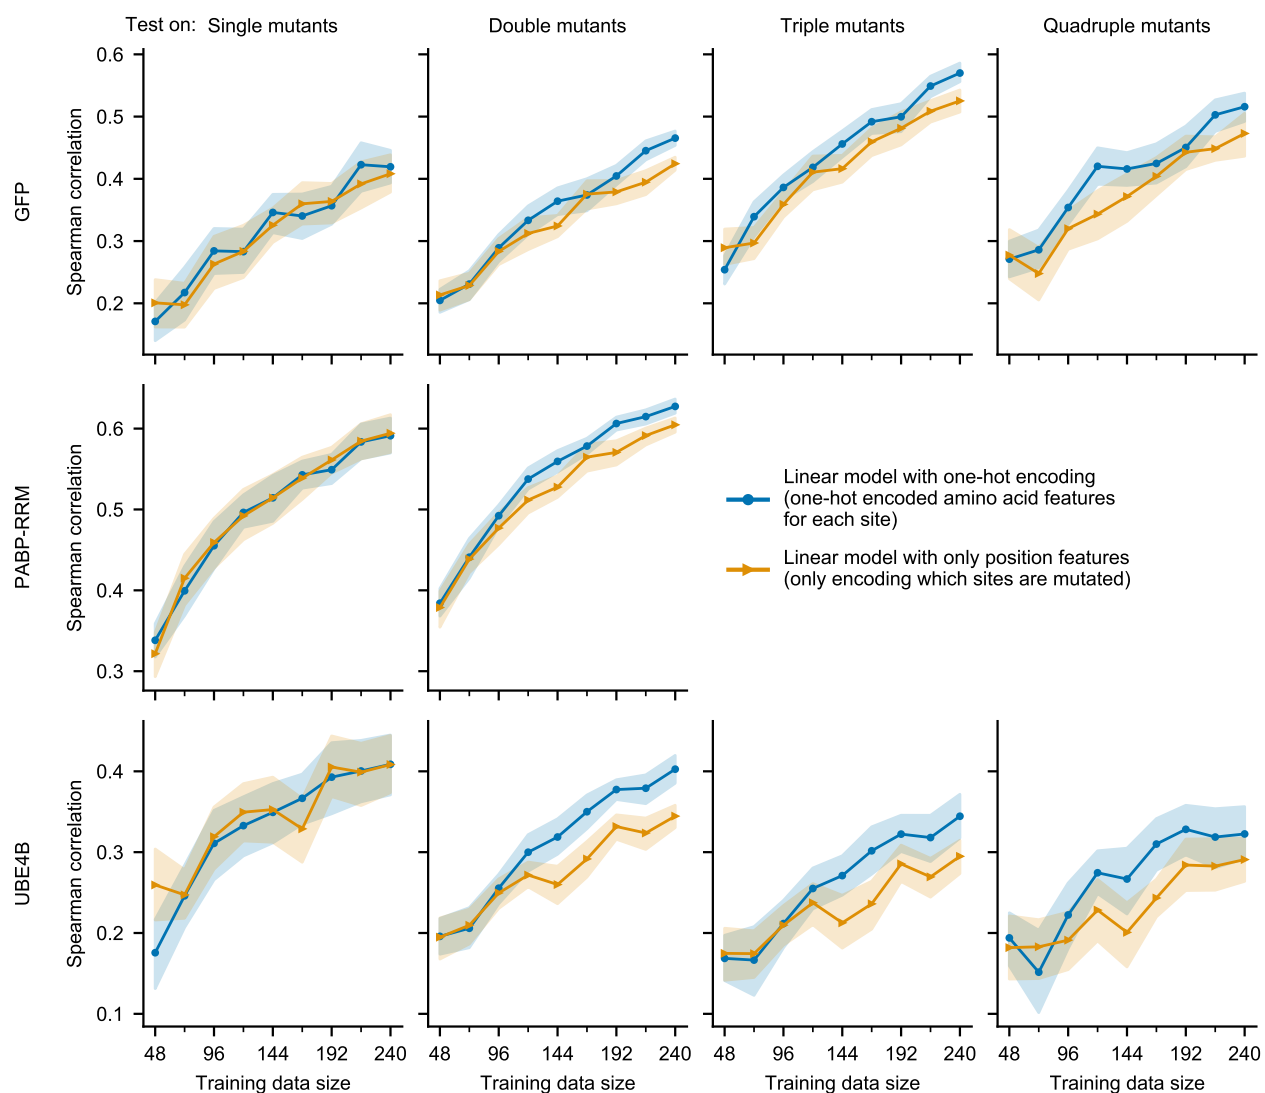 Test on: Single mutants
Double mutants
Triple mutants
Quadruple mutants
GFP
Spearman correlation
0.6
0.5
0.4
0.3
0.2
PABP-RRM
Spearman correlation
0.6
0.5
0.4
0.3
Linear model with one-hot encoding
(one-hot encoded amino acid features
for each site)
Linear model with only position features
(only encoding which sites are mutated)
UBE4B
Spearman correlation
0.4
0.3
0.2
0.1
48 96 144 192 240
48 96 144 192 240
48 96 144 192 240
48 96 144 192 240
Training data size
Training data size
Training data size
Training data size